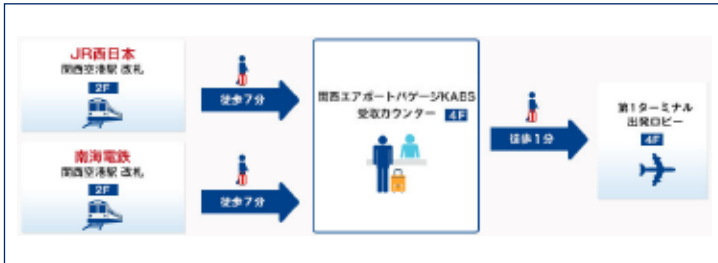 JR西日本
関西空港駅 改札
2F
徒歩7分
南海電鉄
関西空港駅 改札
2F
徒歩7分
関西エアポートバゲージKABS
受取カウンター 4F
徒歩1分
第1ターミナル
出発ロビー
4F